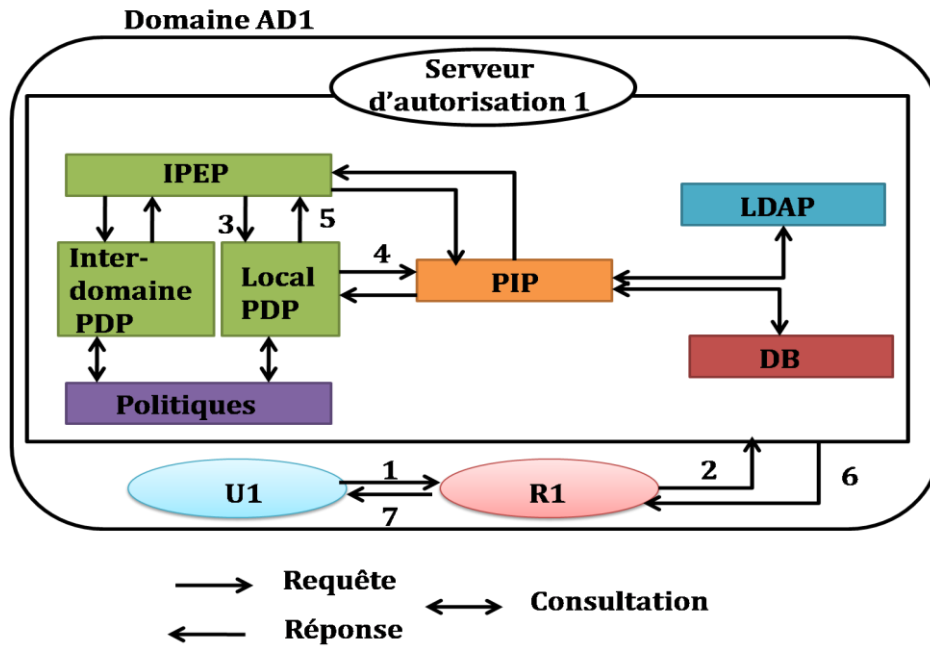 Domaine AD1
Serveur
d'autorisation 1
IPEP
3
5
LDAP
Inter-
domaine
PDP
Local
PDP
4
PIP
DB
Politiques
U1
1
7
R1
2
6
Requête
Réponse
Consultation